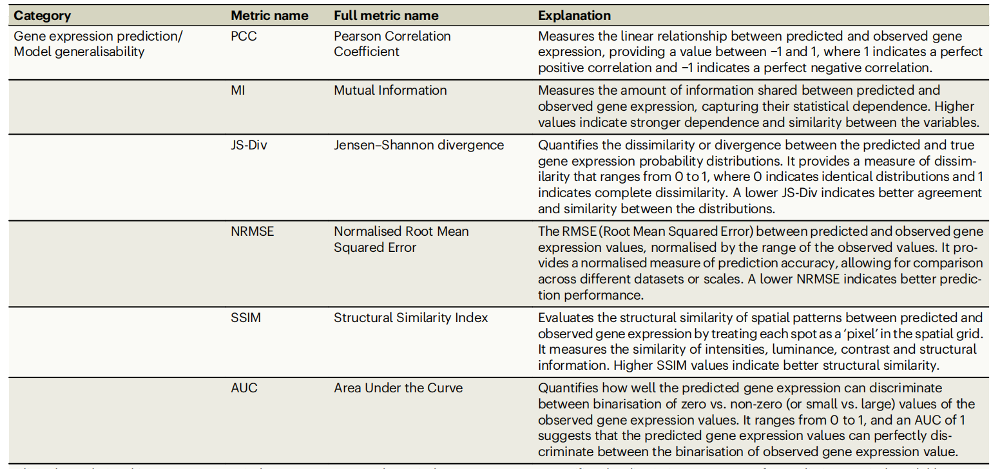 Category Metric name Full metric name Explanation
Gene expression prediction/
Model generalisability
PCC
Pearson Correlation
Coefficient
Measures the linear relationship between predicted and observed gene
expression, providing a value between −1 and 1, where 1 indicates a perfect
positive correlation and −1 indicates a perfect negative correlation.
MI
Mutual Information
Measures the amount of information shared between predicted and
observed gene expression, capturing their statistical dependence. Higher
values indicate stronger dependence and similarity between the variables.
JS-Div
Jensen–Shannon divergence
Quantifies the dissimilarity or divergence between the predicted and true
gene expression probability distributions. It provides a measure of dissim-
ilarity that ranges from 0 to 1, where 0 indicates identical distributions and 1
indicates complete dissimilarity. A lower JS-Div indicates better agreement
and similarity between the distributions.
NRMSE
Normalised Root Mean
Squared Error
The RMSE (Root Mean Squared Error) between predicted and observed gene
expression values, normalised by the range of the observed values. It pro-
vides a normalised measure of prediction accuracy, allowing for comparison
across different datasets or scales. A lower NRMSE indicates better predic-
tion performance.
SSIM
Structural Similarity Index
Evaluates the structural similarity of spatial patterns between predicted and
observed gene expression by treating each spot as a ‘pixel’ in the spatial grid.
It measures the similarity of intensities, luminance, contrast and structural
information. Higher SSIM values indicate better structural similarity.
AUC
Area Under the Curve
Quantifies how well the predicted gene expression can discriminate
between binarisation of zero vs. non-zero (or small vs. large) values of the
observed gene expression values. It ranges from 0 to 1, and an AUC of 1
suggests that the predicted gene expression values can perfectly dis-
criminate between the binarisation of observed gene expression value.